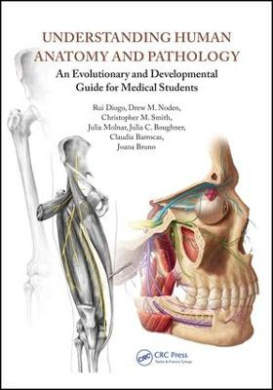 UNDERSTANDING HUMAN
ANATOMY AND PATHOLOGY
An Evolutionary and Developmental
Guide for Medical Students
Rui Diogo, Drew M. Noden,
Christopher M. Smith,
Julia Molnar, Julia C. Boughner,
Claudia Barrocas,
Joana Bruno
CRC Press
Taylor & Francis Group